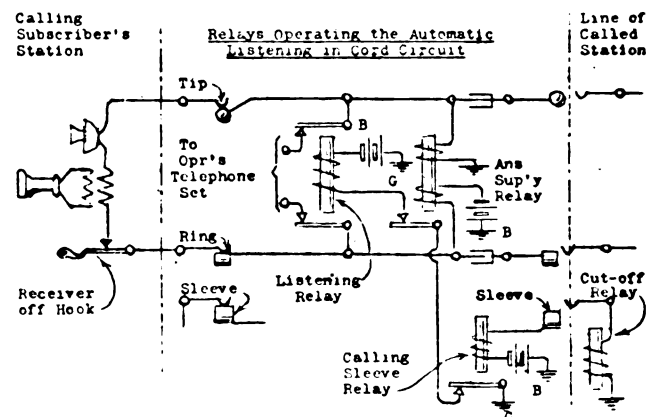 Calling
Subscriber's
Station
Relays Operating the Automatic
Listening in Cord Circuit
Line of
Called
Station
Tip
To
Opr's
Telephone
Set
B
G
Ans
Sup'y
Relay
B
Ring
Receiver
off Hook
Sleeve
Listening
Relay
Sleeve
Cut-off
Relay
Calling
Sleeve
Relay
B